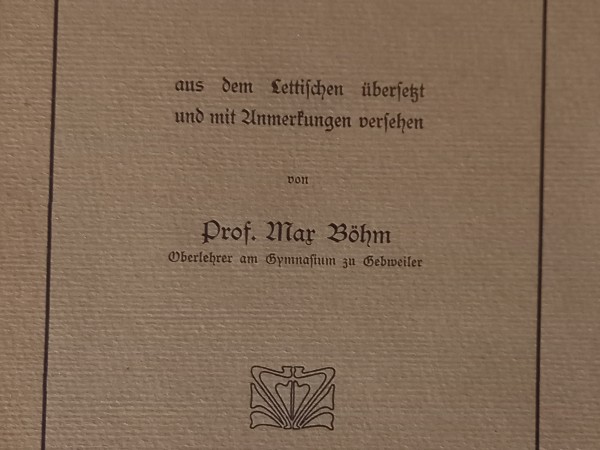 aus dem Lettischen übersetzt
und mit Anmerkungen versehen
von
Prof. Max Böhm
Oberlehrer am Gymnasium zu Gebweiler